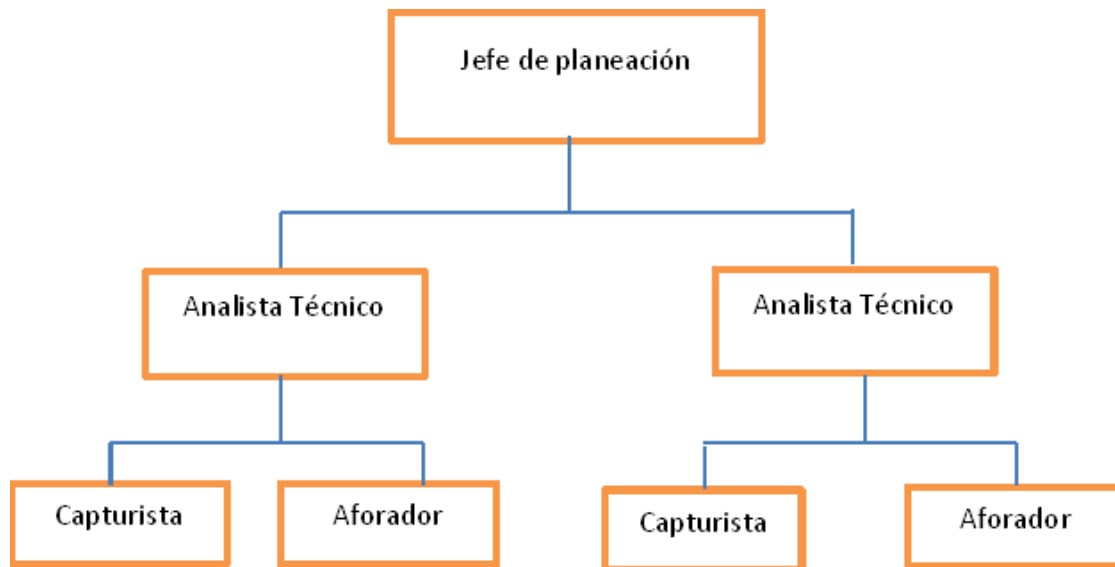 Jefe de planeación
Analista Técnico
Analista Técnico
Capturista
Aforador
Capturista
Aforador